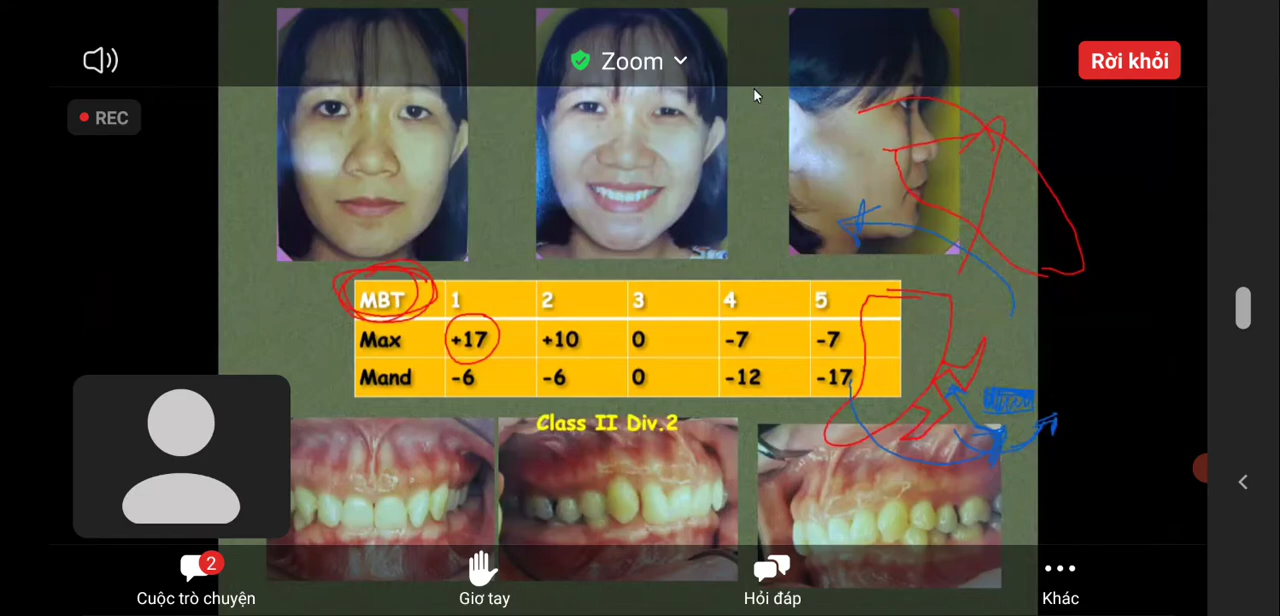 Zoom
Rời khỏi
REC
MBT 1 2 3 4 5
Max +17 +10 0 -7 -7
Mand -6 -6 0 -12 -17
Class II Div.2
2
Cuộc trò chuyện
Giơ tay
Hỏi đáp
Khác